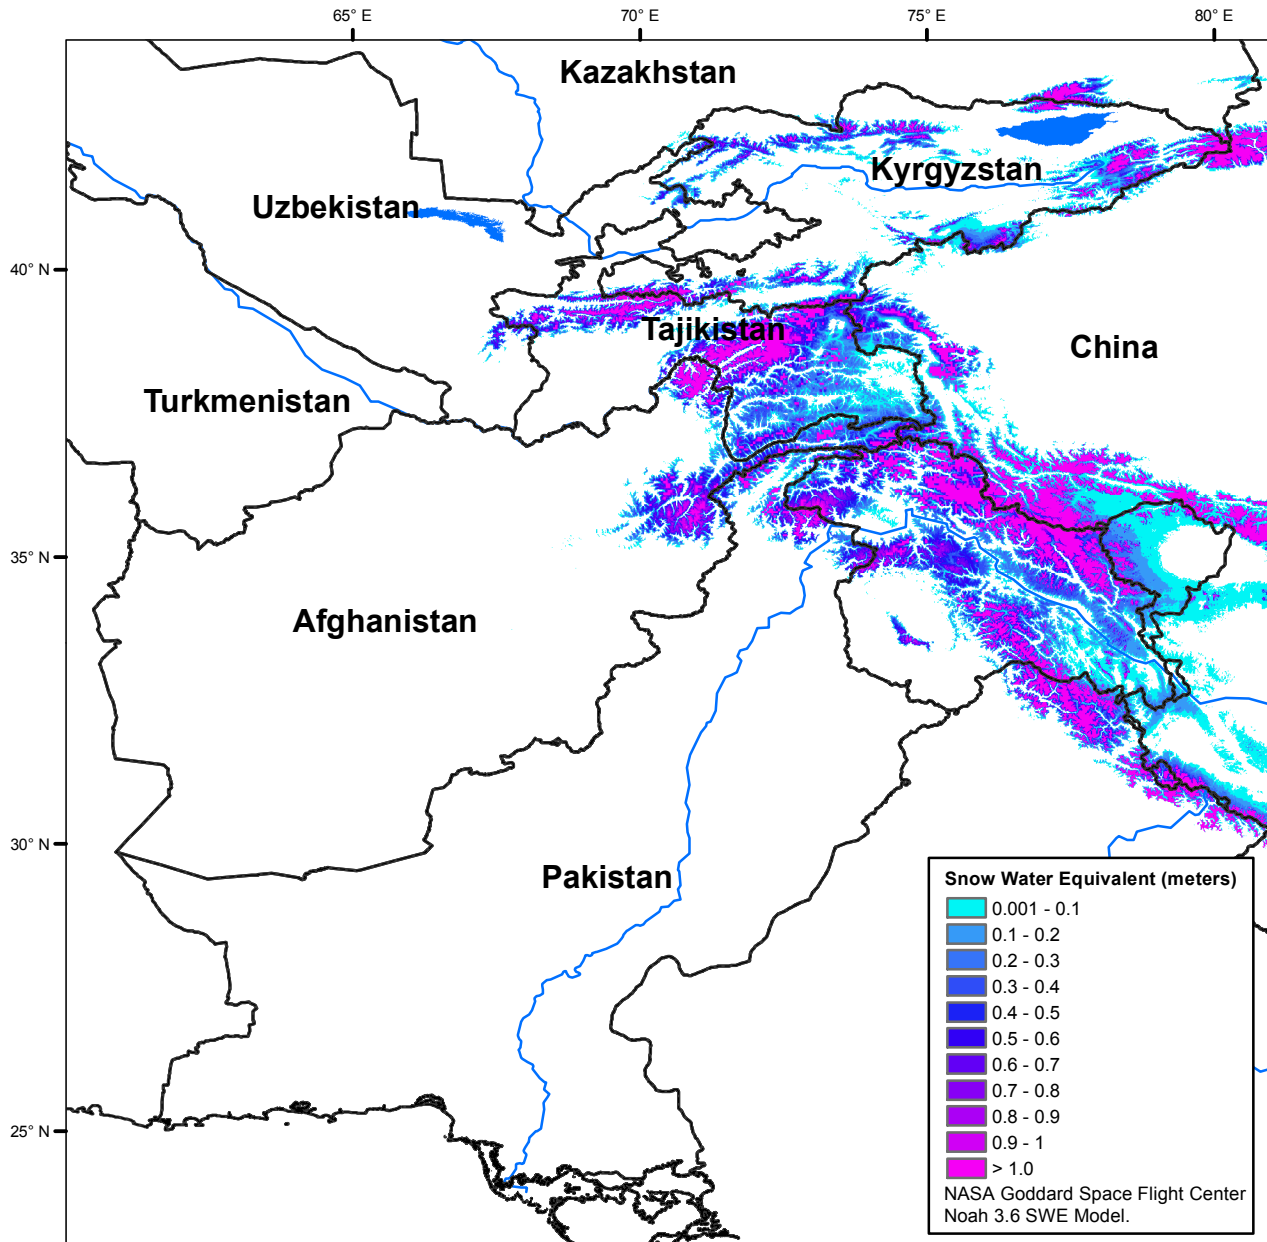 65° E
70° E
75° E
80° E
Kazakhstan
Kyrgyzstan
Uzbekistan
40° N
Tajikistan
China
Turkmenistan
35° N
Afghanistan
30° N
Pakistan
25° N
Snow Water Equivalent (meters)
0.001 - 0.1
0.1 - 0.2
0.2 - 0.3
0.3 - 0.4
0.4 - 0.5
0.5 - 0.6
0.6 - 0.7
0.7 - 0.8
0.8 - 0.9
0.9 - 1
> 1.0
NASA Goddard Space Flight Center
Noah 3.6 SWE Model.